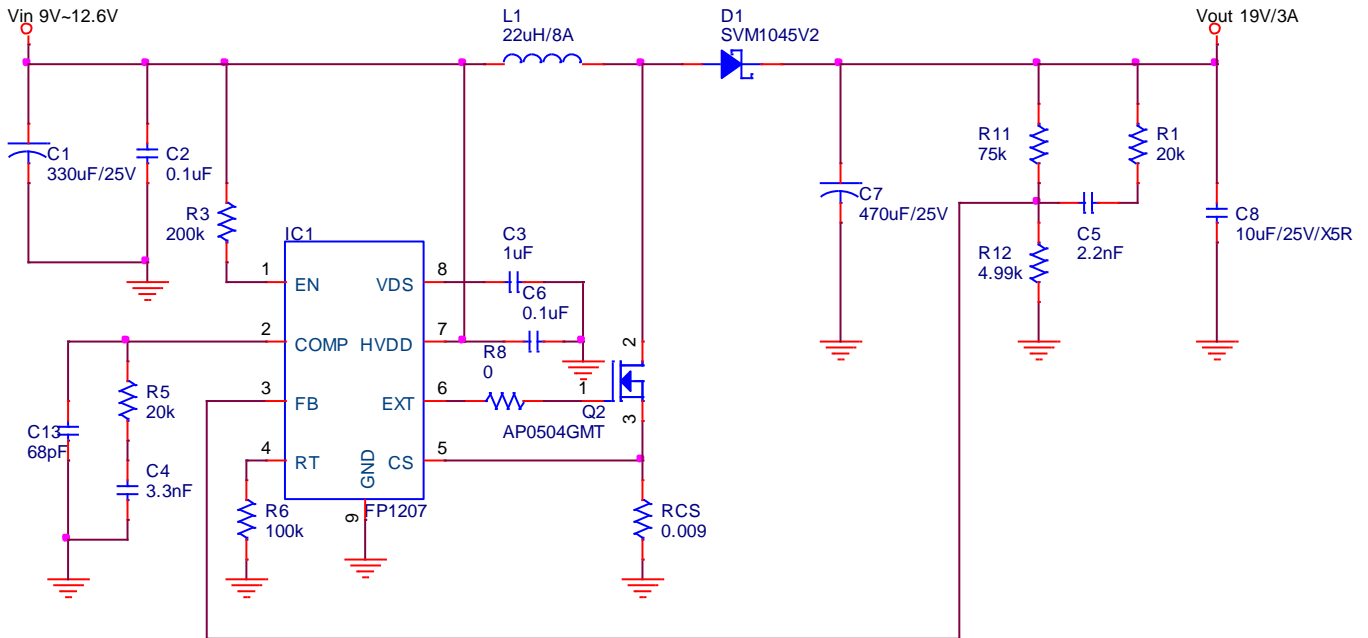 Vin 9V~12.6V
L1
22uH/8A
D1
SVM1045V2
Vout 19V/3A
C1
330uF/25V
C2
0.1uF
R3
200k
R11
75k
R1
20k
C7
470uF/25V
C8
10uF/25V/X5R
R12
4.99k
C5
2.2nF
IC1
C3
1uF
C6
0.1uF
1
EN
VDS
8
2
COMP
HVDD
7
3
FB
EXT
6
4
RT
CS
5
GND
9
FP1207
R8
0
1
2
3
Q2
AP0504GMT
R5
20k
C13
68pF
C4
3.3nF
R6
100k
RCS
0.009